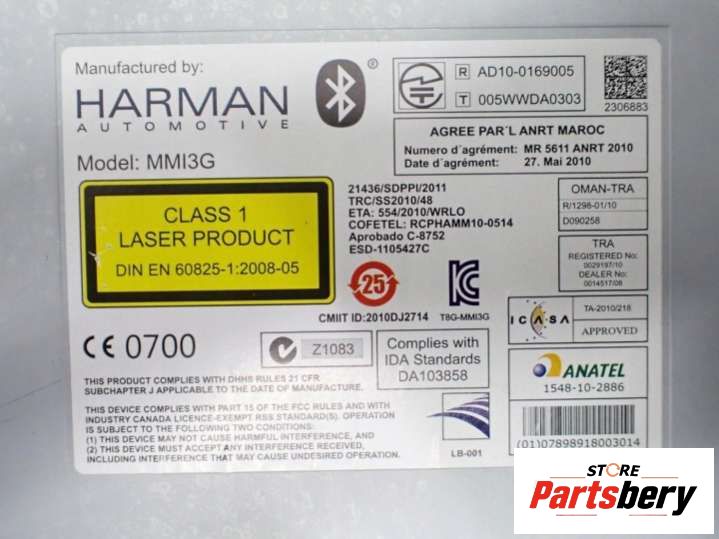 Manufactured by:
HARMAN
AUTOMOTIVE
Model: MMI3G
®
R AD10-0169005
T 005WWDA0303
2306883
AGREE PAR´L ANRT MAROC
Numero d´agrément: MR 5611 ANRT 2010
Date d´agrément: 27. Mai 2010
CLASS 1
LASER PRODUCT
DIN EN 60825-1:2008-05
21436/SDPPI/2011
TRC/SS2010/48
ETA: 554/2010/WRLO
COFETEL: RCPHAMM10-0514
Aprobado C-8752
ESD-1105427C
OMAN-TRA
R/1298-01/10
D090258
TRA
REGISTERED No:
0029197/10
DEALER No:
0014517/08
25
CMIIT ID:2010DJ2714
T8G-MMI3G
ICASA
TA-2010/218
APPROVED
CE 0700
Z1083
Complies with
IDA Standards
DA103858
ANATEL
1548-10-2886
THIS PRODUCT COMPLIES WITH DHHS RULES 21 CFR
SUBCHAPTER J APPLICABLE TO THE DATE OF MANUFACTURE.
THIS DEVICE COMPLIES WITH PART 15 OF THE FCC RULES AND WITH
INDUSTRY CANADA LICENCE-EXEMPT RSS STANDARD(S). OPERATION
IS SUBJECT TO THE FOLLOWING TWO CONDITIONS:
(1) THIS DEVICE MAY NOT CAUSE HARMFUL INTERFERENCE, AND
(2) THIS DEVICE MUST ACCEPT ANY INTERFERENCE RECEIVED,
INCLUDING INTERFERENCE THAT MAY CAUSE UNDESIRED OPERATION.
LB-001
(01)07898918003014
STORE
Partsbery